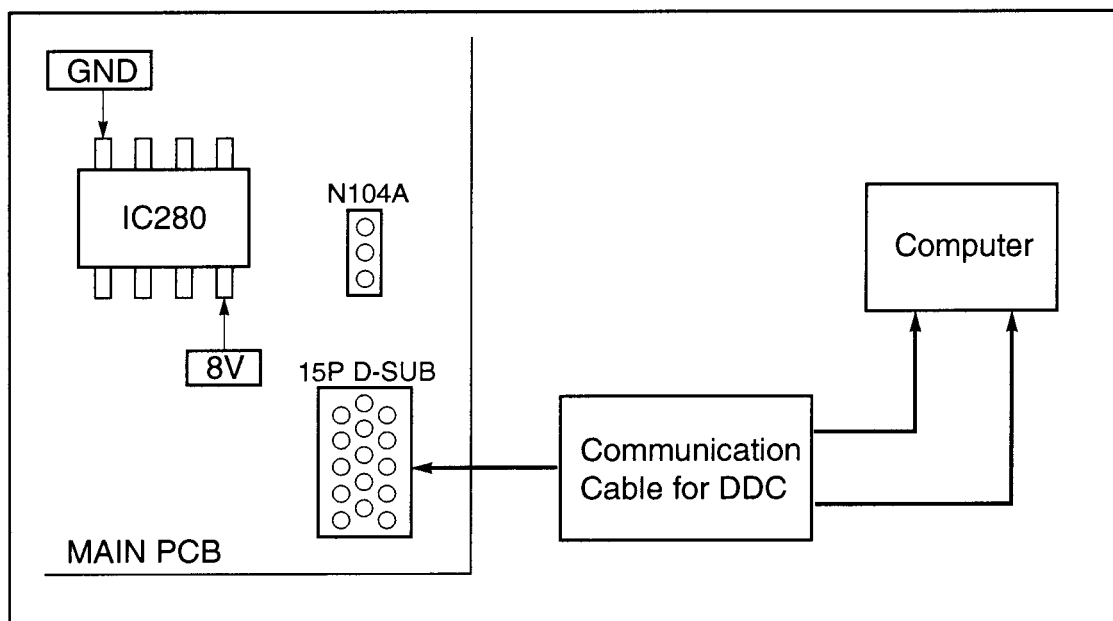 GND
IC280
8V
N104A
15P D-SUB
MAIN PCB
Communication
Cable for DDC
Computer